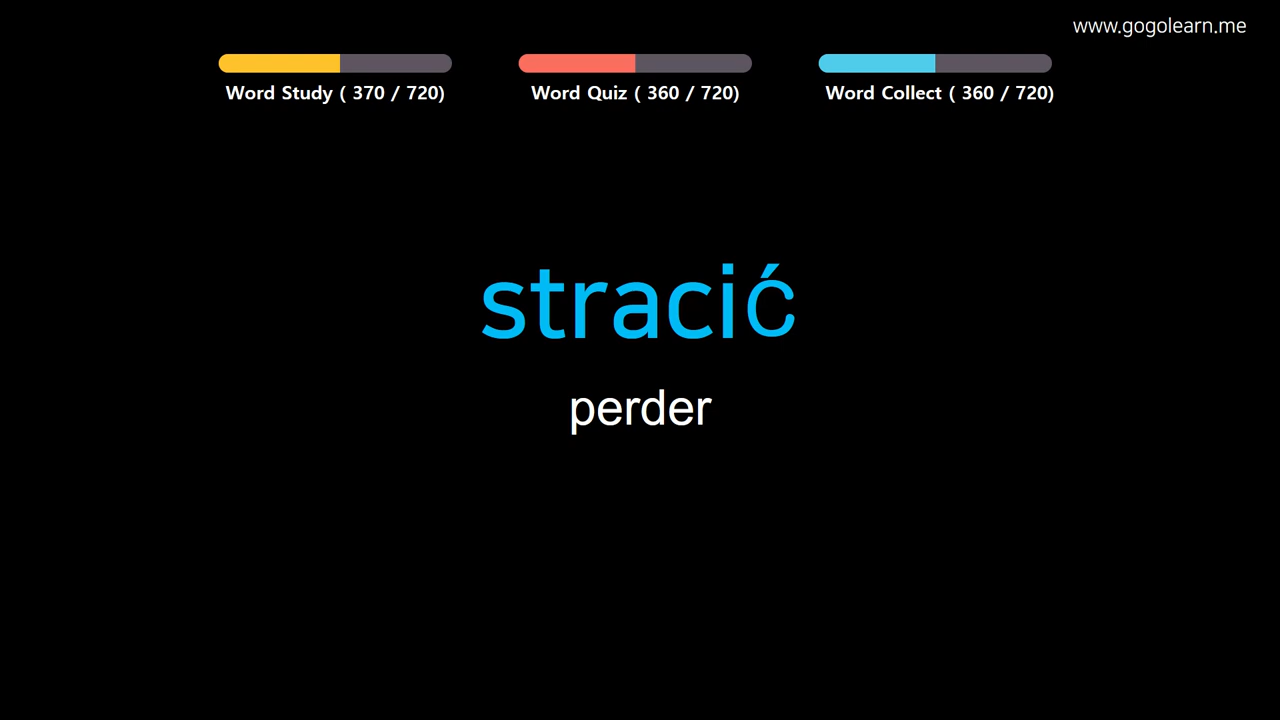 www.gogolearn.me
Word Study ( 370 / 720)
Word Quiz ( 360 / 720)
Word Collect ( 360 / 720)
stracić
perder